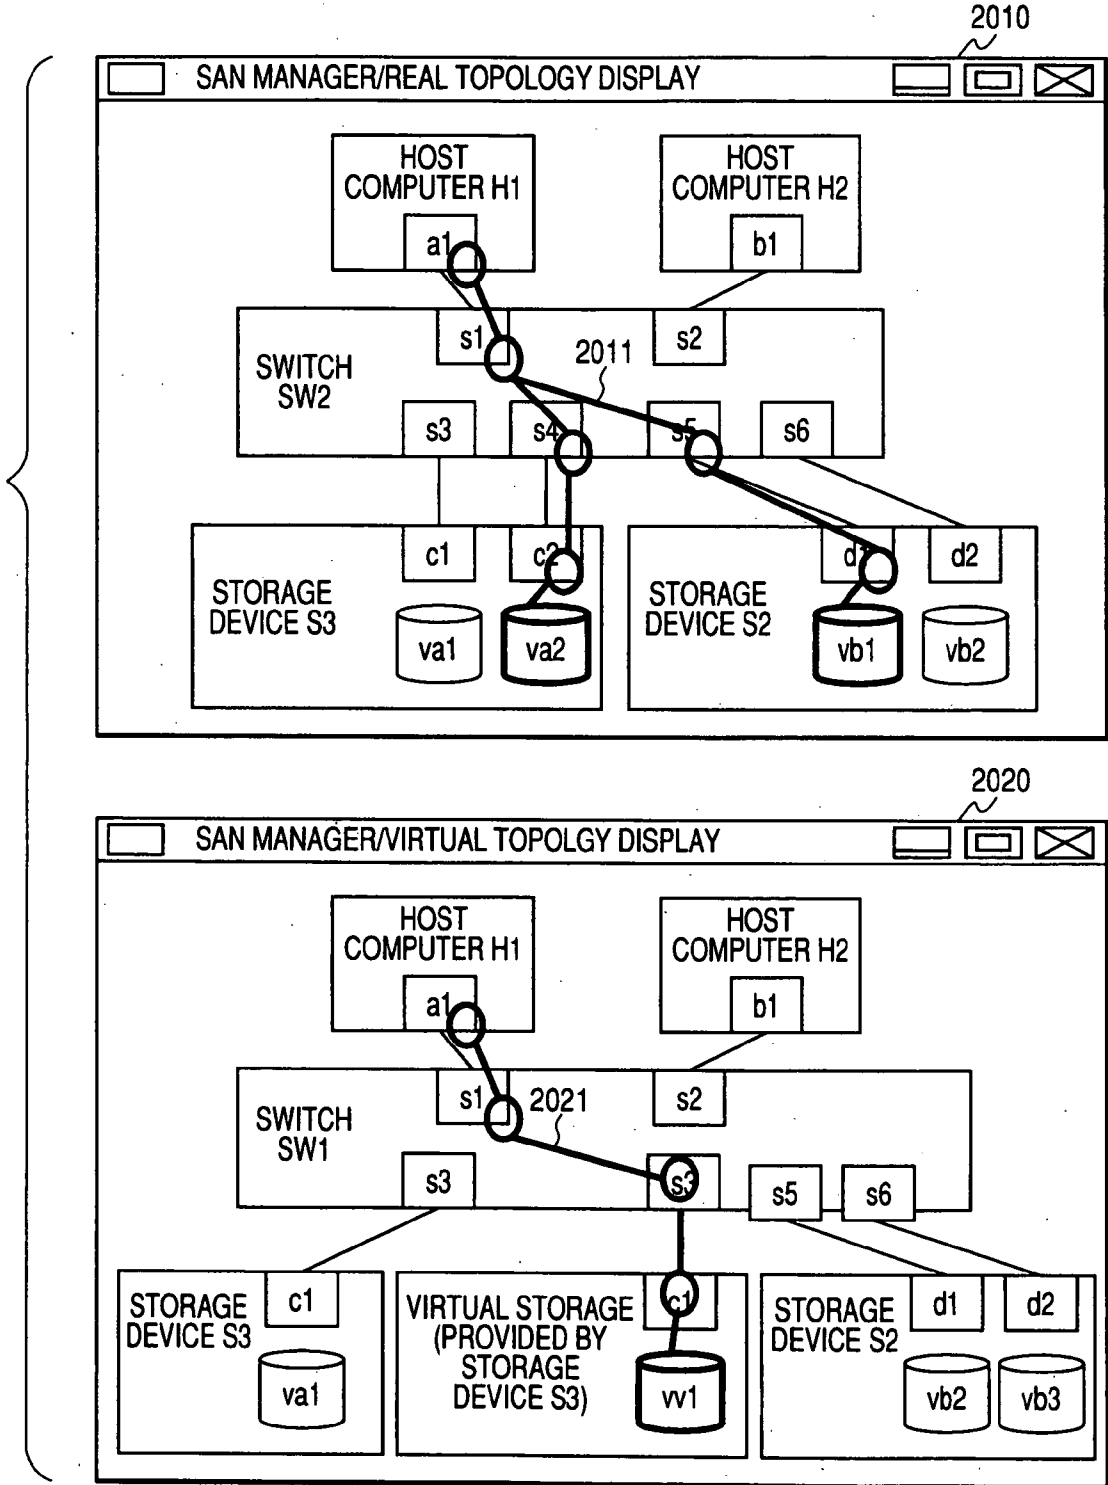 2010
SAN MANAGER/REAL TOPOLOGY DISPLAY
HOST
COMPUTER H1
a1
HOST
COMPUTER H2
b1
SWITCH
SW2
s1
s2
2011
s3
s4
s5
s6
STORAGE
DEVICE S3
c1
c2
va1
va2
STORAGE
DEVICE S2
d1
d2
vb1
vb2
2020
SAN MANAGER/VIRTUAL TOPOLGY DISPLAY
HOST
COMPUTER H1
a1
HOST
COMPUTER H2
b1
SWITCH
SW1
s1
2021
s2
s3
s3
s5
s6
STORAGE
DEVICE S3
c1
va1
VIRTUAL STORAGE
(PROVIDED BY
STORAGE
DEVICE S3)
c1
vv1
STORAGE
DEVICE S2
d1
d2
vb2
vb3